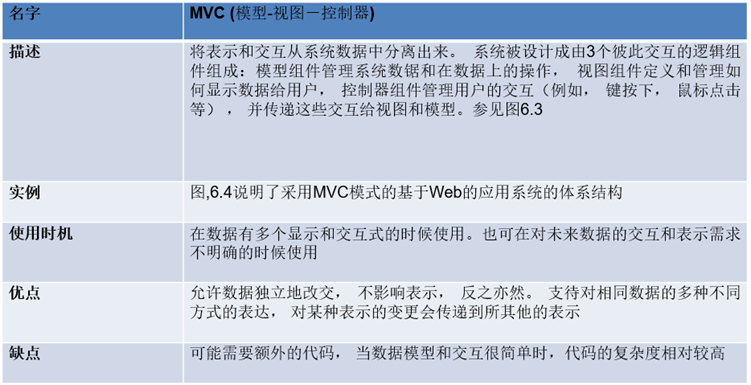 名字 MVC (模型-视图－控制器)
描述 将表示和交互从系统数据中分离出来。 系统被设计成由3个彼此交互的逻辑组
件组成：模型组件管理系统数锯和在数据上的操作， 视图组件定义和管理如
何显示数据给用户， 控制器组件管理用户的交互（例如， 键按下， 鼠标点击
等）， 并传递这些交互给视图和模型。参见图6.3
实例 图,6.4说明了采用MVC模式的基于Web的应用系统的体系结构
使用时机 在数据有多个显示和交互式的时候使用。也可在对未来数据的交互和表示需求
不明确的时候使用
优点 允许数据独立地改交， 不影响表示， 反之亦然。 支待对相同数据的多种不同
方式的表达， 对某种表示的变更会传递到所其他的表示
缺点 可能需要额外的代码， 当数据模型和交互很简单时，代码的复杂度相对较高